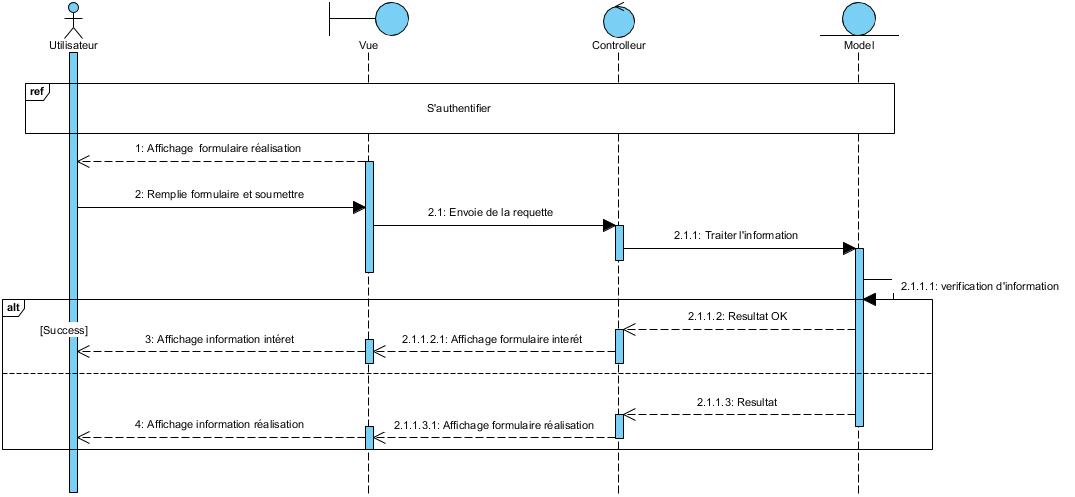 Utilisateur
Vue
Controlleur
Model
ref
S'authentifier
1: Affichage formulaire réalisation
2: Remplie formulaire et soumettre
2.1: Envoie de la requette
2.1.1: Traiter l'information
2.1.1.1: verification d'information
alt
[Success]
2.1.1.2: Resultat OK
3: Affichage information intéret
2.1.1.2.1: Affichage formulaire interét
2.1.1.3: Resultat
4: Affichage information réalisation
2.1.1.3.1: Affichage formulaire réalisation